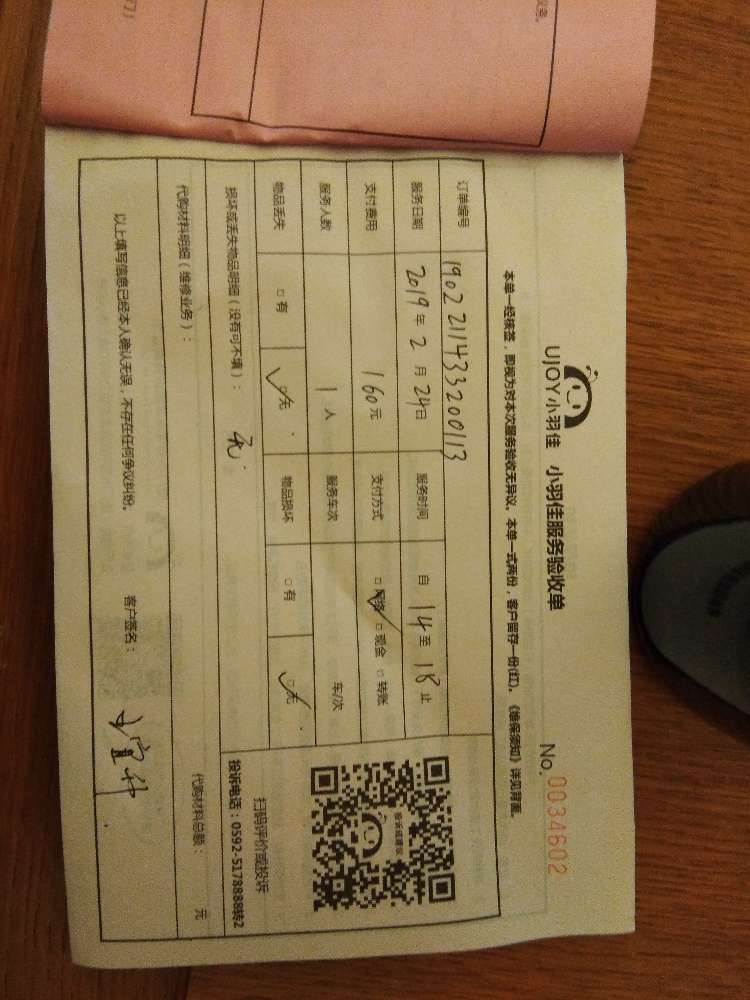 UJOY小羽佳 小羽佳服务验收单
No. 0034602
本单一经核签，即视为对本次服务验收无异议。本单一式两份，客户留存一份(红)。《维保须知》详见背面。
订单编号 1902211433200113
服务日期 2019年2月24日 服务时间 自14至18止
支付费用 160元 支付方式 □网络 ✓ □现金 □转账
服务人数 1人 服务车次 车/次
物品丢失 □有 □无 ✓ 物品损坏 □有 □无 ✓
损坏或丢失物品明细（没有可不填）： 无
投诉或建议
扫码评价或投诉
投诉电话：0592-5178888转2
代购材料明细（维修业务）： 代购材料总额： 元
以上填写信息已经本人确认无误，不存在任何争议纠纷。 客户签名：